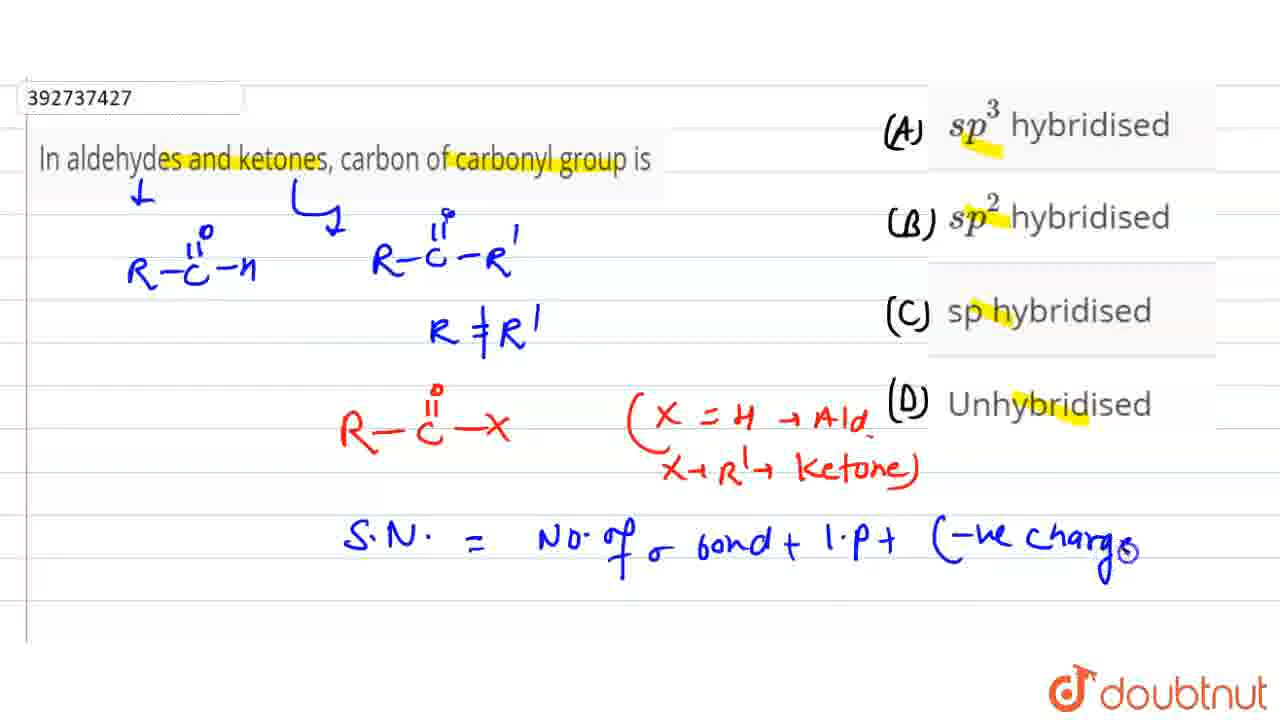 392737427
In aldehydes and ketones, carbon of carbonyl group is
(A) sp³ hybridised
(B) sp² hybridised
(C) sp hybridised
(D) Unhybridised
O
||
R-C-H
O
||
R-C-R'
R ≠ R'
O
||
R-C-X
(X = H → Ald.
X → R' → Ketone)
S.N. = No. of σ bond + l.p + (-ve charge
doubtnut